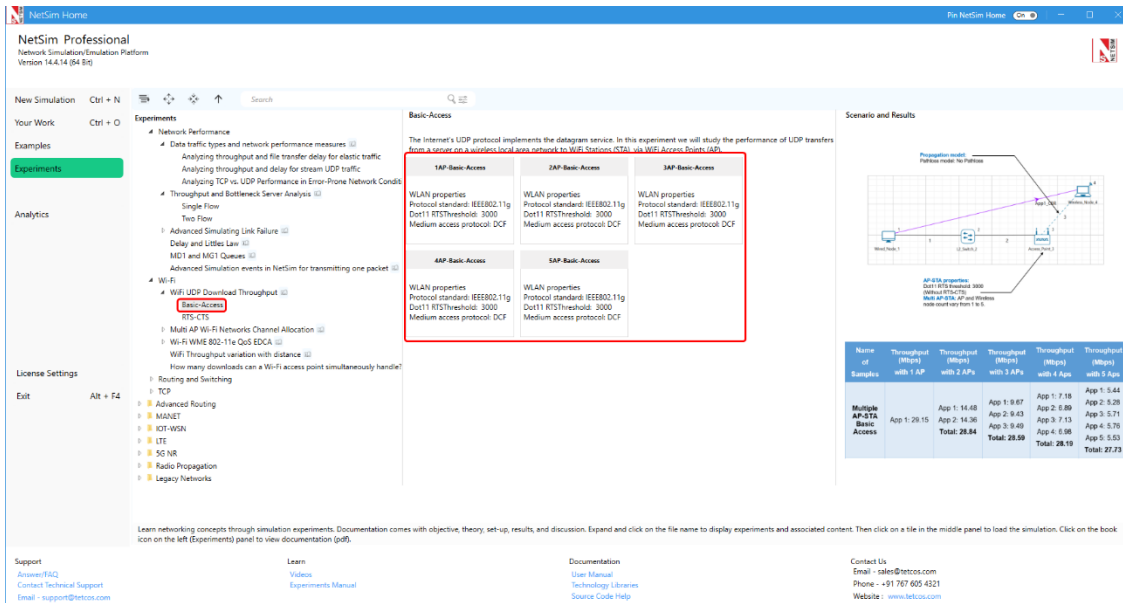 NetSim Home
Pin NetSim Home
On
NetSim Professional
Network Simulation/Emulation Platform
Version 14.4.14 (64 Bit)
NETSIM
New Simulation Ctrl + N
Your Work Ctrl + O
Examples
Experiments
Analytics
License Settings
Exit Alt + F4
Search
Experiments
Network Performance
Data traffic types and network performance measures
Analyzing throughput and file transfer delay for elastic traffic
Analyzing throughput and delay for stream UDP traffic
Analyzing TCP vs. UDP Performance in Error-Prone Network Conditi
Throughput and Bottleneck Server Analysis
Single Flow
Two Flow
Advanced Simulating Link Failure
Delay and Littles Law
MD1 and MG1 Queues
Advanced Simulation events in NetSim for transmitting one packet
Wi-Fi
WiFi UDP Download Throughput
Basic-Access
RTS-CTS
Multi AP Wi-Fi Networks Channel Allocation
Wi-Fi WME 802-11e QoS EDCA
WiFi Throughput variation with distance
How many downloads can a Wi-Fi access point simultaneously handle?
Routing and Switching
TCP
Advanced Routing
MANET
IOT-WSN
LTE
5G NR
Radio Propagation
Legacy Networks
Basic-Access
The Internet's UDP protocol implements the datagram service. In this experiment we will study the performance of UDP transfers
from a server on a wireless local area network to WiFi Stations (STA), via WiFi Access Points (AP).
1AP-Basic-Access
WLAN properties
Protocol standard: IEEE802.11g
Dot11 RTSThreshold: 3000
Medium access protocol: DCF
2AP-Basic-Access
WLAN properties
Protocol standard: IEEE802.11g
Dot11 RTSThreshold: 3000
Medium access protocol: DCF
3AP-Basic-Access
WLAN properties
Protocol standard: IEEE802.11g
Dot11 RTSThreshold: 3000
Medium access protocol: DCF
4AP-Basic-Access
WLAN properties
Protocol standard: IEEE802.11g
Dot11 RTSThreshold: 3000
Medium access protocol: DCF
5AP-Basic-Access
WLAN properties
Protocol standard: IEEE802.11g
Dot11 RTSThreshold: 3000
Medium access protocol: DCF
Scenario and Results
Propagation model:
Pathloss model: No Pathloss
App1_CBR
Wireless_Node_4
Wired_Node_1
L2_Switch_2
Access_Point_3
1
2
3
AP-STA properties:
Dot11 RTS threshold: 3000
(Without RTS-CTS)
Multi AP-STA: AP and Wireless
node count vary from 1 to 5.
Name of Samples
Throughput (Mbps) with 1 AP
Throughput (Mbps) with 2 APs
Throughput (Mbps) with 3 APs
Throughput (Mbps) with 4 Aps
Throughput (Mbps) with 5 Aps
Multiple AP-STA Basic Access
App 1: 29.15
App 1: 14.48
App 2: 14.36
Total: 28.84
App 1: 9.67
App 2: 9.43
App 3: 9.49
Total: 28.59
App 1: 7.18
App 2: 6.89
App 3: 7.13
App 4: 6.98
Total: 28.19
App 1: 5.44
App 2: 5.28
App 3: 5.71
App 4: 5.76
App 5: 5.53
Total: 27.73
Learn networking concepts through simulation experiments. Documentation comes with objective, theory, set-up, results, and discussion. Expand and click on the file name to display experiments and associated content. Then click on a tile in the middle panel to load the simulation. Click on the book
icon on the left (Experiments) panel to view documentation (pdf).
Support
Answer/FAQ
Contact Technical Support
Email - support@tetcos.com
Learn
Videos
Experiments Manual
Documentation
User Manual
Technology Libraries
Source Code Help
Contact Us
Email - sales@tetcos.com
Phone - +91 767 605 4321
Website : www.tetcos.com